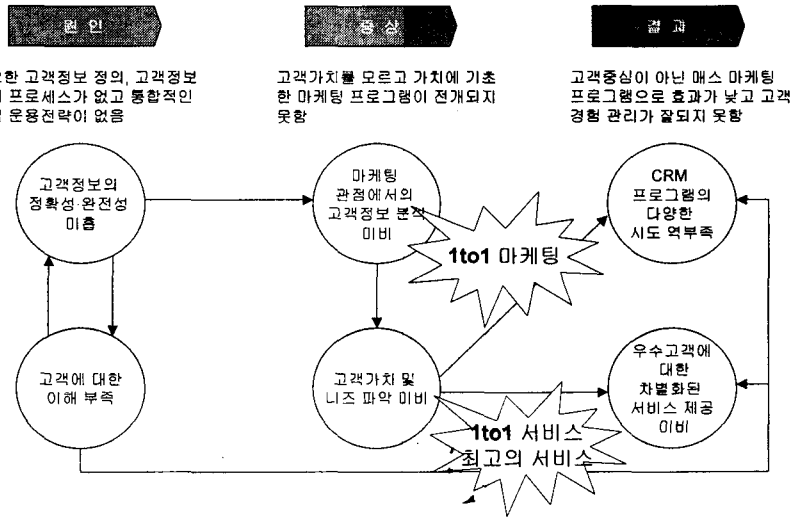 원 인
증 상
결 과
한 고객정보 정의, 고객정보
프로세스가 없고 통합적인
운용전략이 없음
고객가치를 모르고 가치에 기초
한 마케팅 프로그램이 전개되지
못함
고객중심이 아닌 매스 마케팅
프로그램으로 효과가 낮고 고객
경험 관리가 잘되지 못함
고객정보의
정확성·완전성
미흡
마케팅
관점에서의
고객정보 분석
미비
CRM
프로그램의
다양한
시도 역부족
1to1 마케팅
고객에 대한
이해 부족
고객가치 및
니즈 파악 미비
우수고객에
대한
차별화된
서비스 제공
미비
1to1 서비스
최고의 서비스